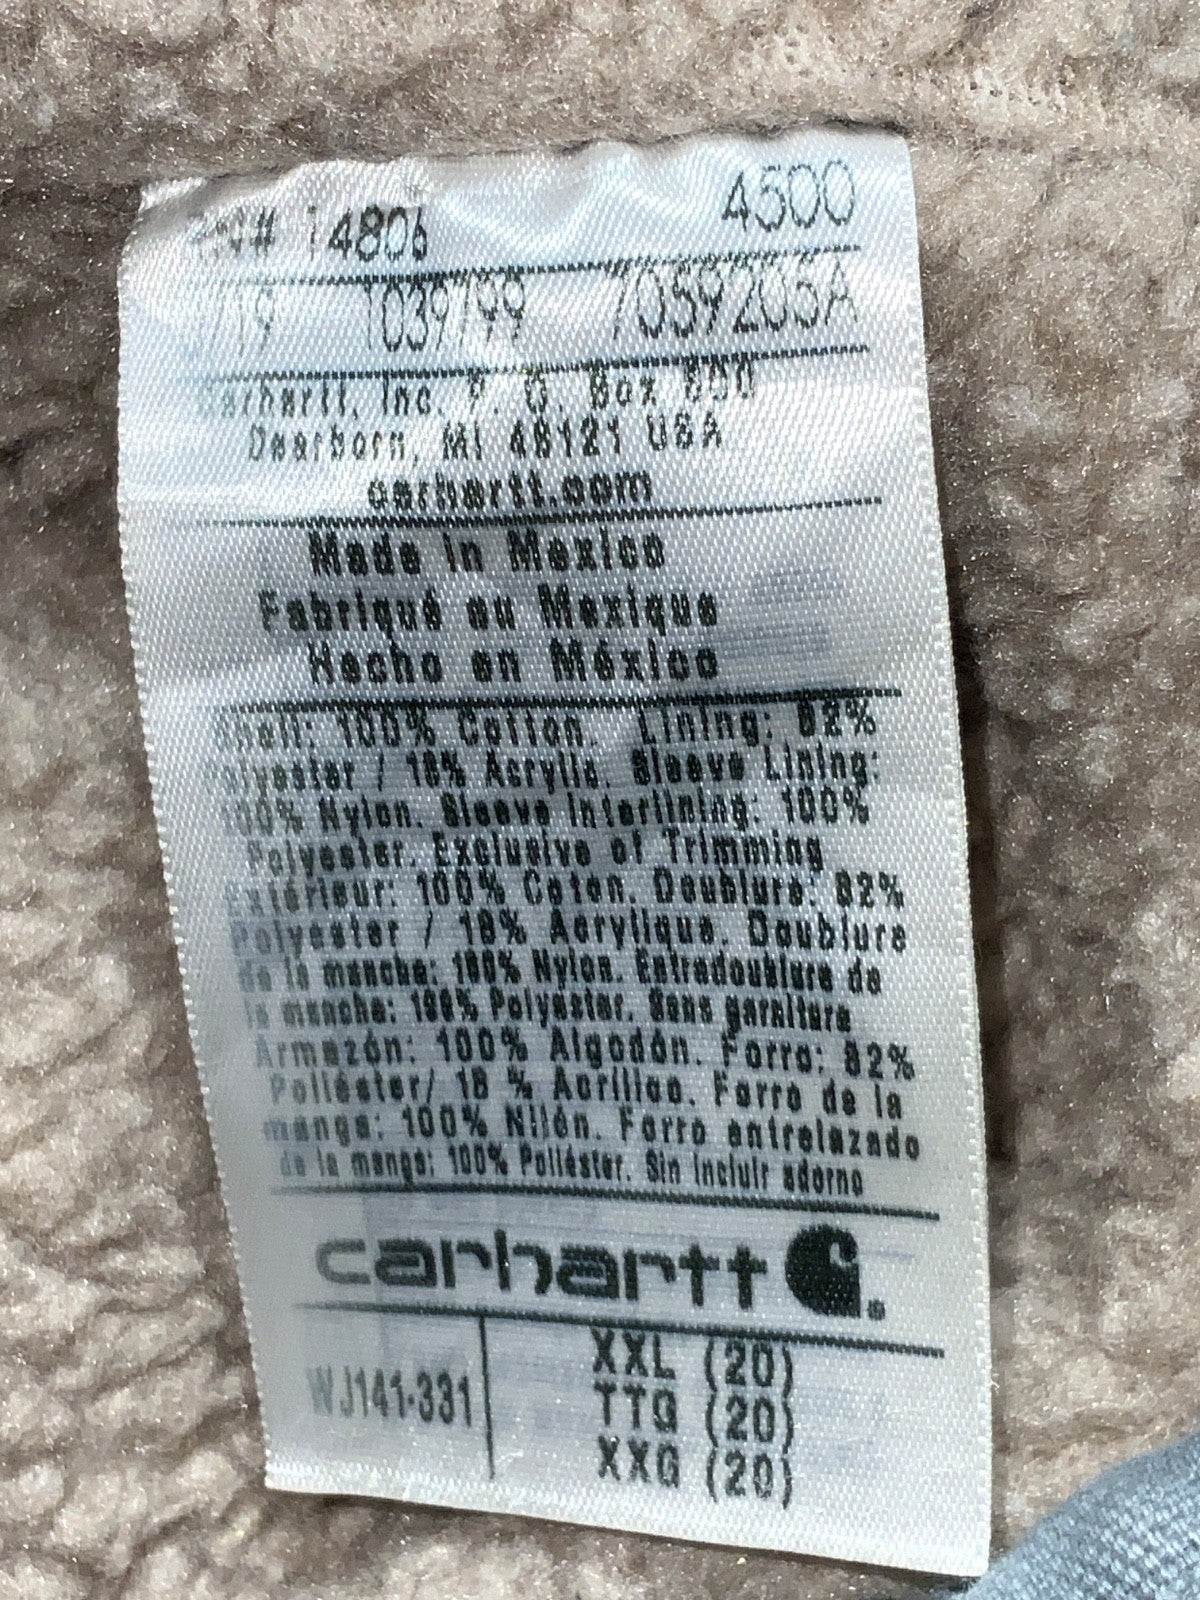 # 14806 4500
/19 1039799 7059205A
Carhartt, Inc. P. O. Box 600
Dearborn, MI 48121 USA
carhartt.com
Made in Mexico
Fabriqué au Mexique
Hecho en México
Shell: 100% Cotton. Lining: 82%
Polyester / 18% Acrylic. Sleeve Lining:
100% Nylon. Sleeve Interlining: 100%
Polyester. Exclusive of Trimming
Extérieur: 100% Coton. Doublure: 82%
Polyester / 18% Acrylique. Doublure
de la manche: 100% Nylon. Entredoublure de
la manche: 100% Polyester. Sans garniture
Armazón: 100% Algodón. Forro: 82%
Poliéster/ 18 % Acrílico. Forro de la
manga: 100% Nilón. Forro entrelazado
de la manga: 100% Poliéster. Sin incluir adorno
carhartt
WJ141-331 XXL (20)
TTG (20)
XXG (20)